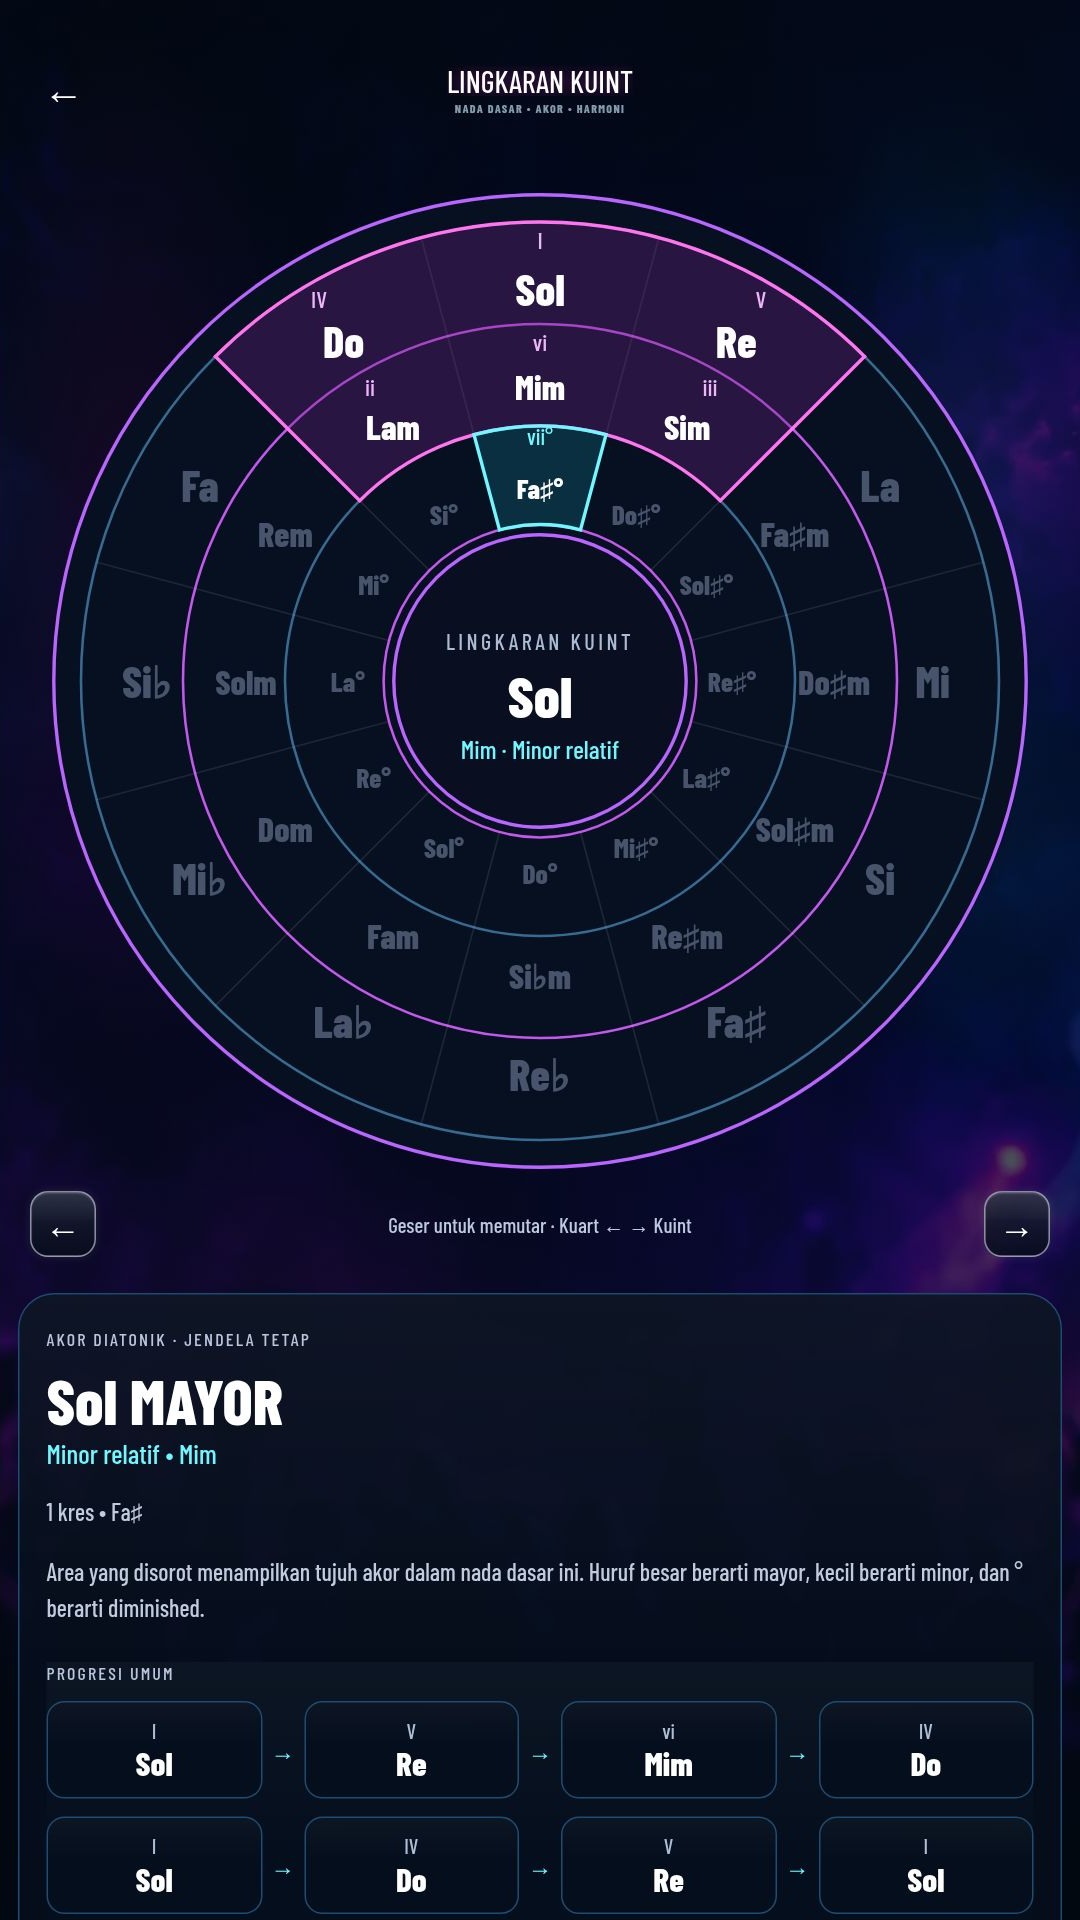 ←
LINGKARAN KUINT
NADA DASAR • AKOR • HARMONI
I
Sol
IV
V
Do
Re
vi
Mim
ii
iii
Lam
Sim
vii°
Fa♯°
Fa
La
Rem
Fa♯m
Si°
Do♯°
Mi°
Sol♯°
LINGKARAN KUINT
Sib
Solm
La°
Sol
Re♯°
Do♯m
Mi
Mim · Minor relatif
Re°
La♯°
Dom
Sol♯m
Sol°
Mi♯°
Mi♭
Do°
Si
Fam
Re♯m
Si♭m
La♭
Fa♯
Re♭
← Geser untuk memutar · Kuart ← → Kuint →
AKOR DIATONIK · JENDELA TETAP
Sol MAYOR
Minor relatif • Mim
1 kres • Fa♯
Area yang disorot menampilkan tujuh akor dalam nada dasar ini. Huruf besar berarti mayor, kecil berarti minor, dan °
berarti diminished.
PROGRESI UMUM
I V vi IV
Sol → Re → Mim → Do
I IV V I
Sol → Do → Re → Sol